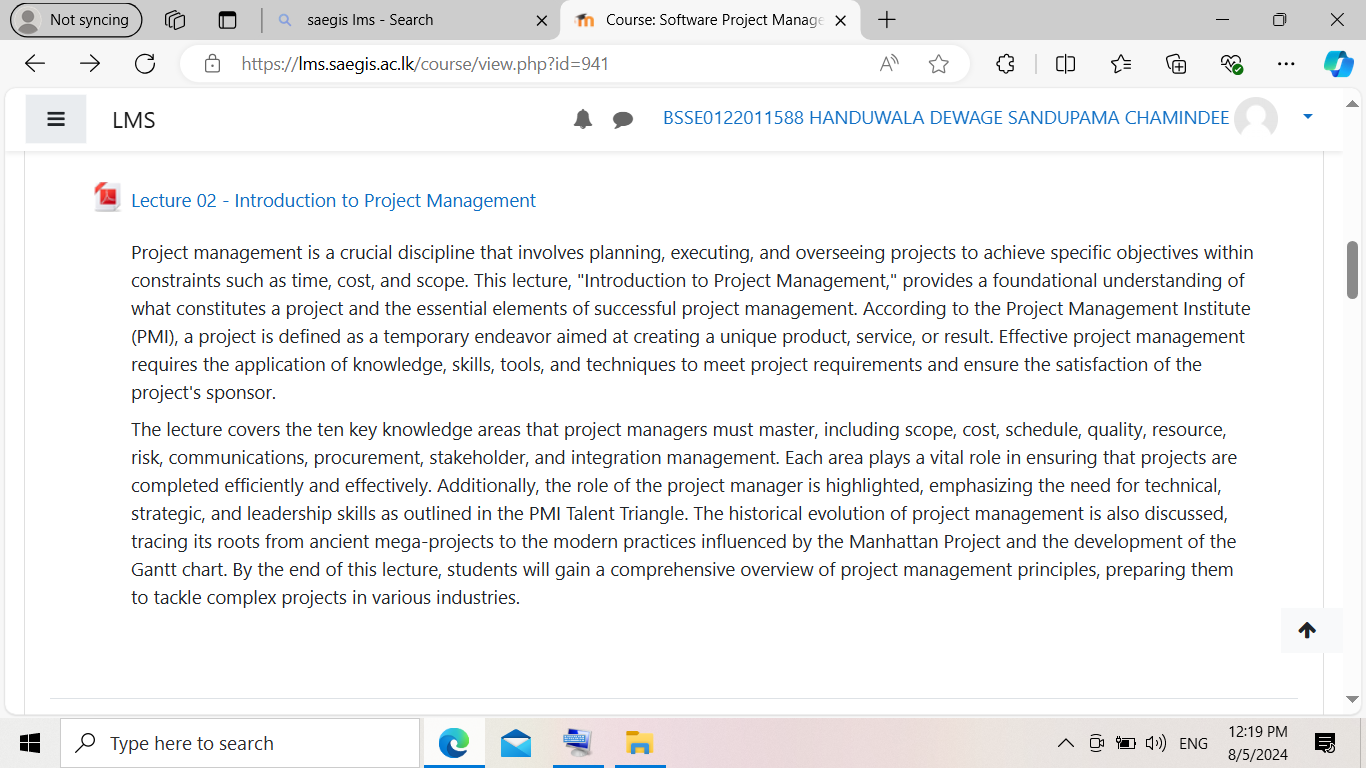 Not syncing
saegis lms - Search
Course: Software Project Manage
https://lms.saegis.ac.lk/course/view.php?id=941
LMS
BSSE0122011588 HANDUWALA DEWAGE SANDUPAMA CHAMINDEE
Lecture 02 - Introduction to Project Management
Project management is a crucial discipline that involves planning, executing, and overseeing projects to achieve specific objectives within
constraints such as time, cost, and scope. This lecture, "Introduction to Project Management," provides a foundational understanding of
what constitutes a project and the essential elements of successful project management. According to the Project Management Institute
(PMI), a project is defined as a temporary endeavor aimed at creating a unique product, service, or result. Effective project management
requires the application of knowledge, skills, tools, and techniques to meet project requirements and ensure the satisfaction of the
project's sponsor.
The lecture covers the ten key knowledge areas that project managers must master, including scope, cost, schedule, quality, resource,
risk, communications, procurement, stakeholder, and integration management. Each area plays a vital role in ensuring that projects are
completed efficiently and effectively. Additionally, the role of the project manager is highlighted, emphasizing the need for technical,
strategic, and leadership skills as outlined in the PMI Talent Triangle. The historical evolution of project management is also discussed,
tracing its roots from ancient mega-projects to the modern practices influenced by the Manhattan Project and the development of the
Gantt chart. By the end of this lecture, students will gain a comprehensive overview of project management principles, preparing them
to tackle complex projects in various industries.
Type here to search
ENG
12:19 PM
8/5/2024